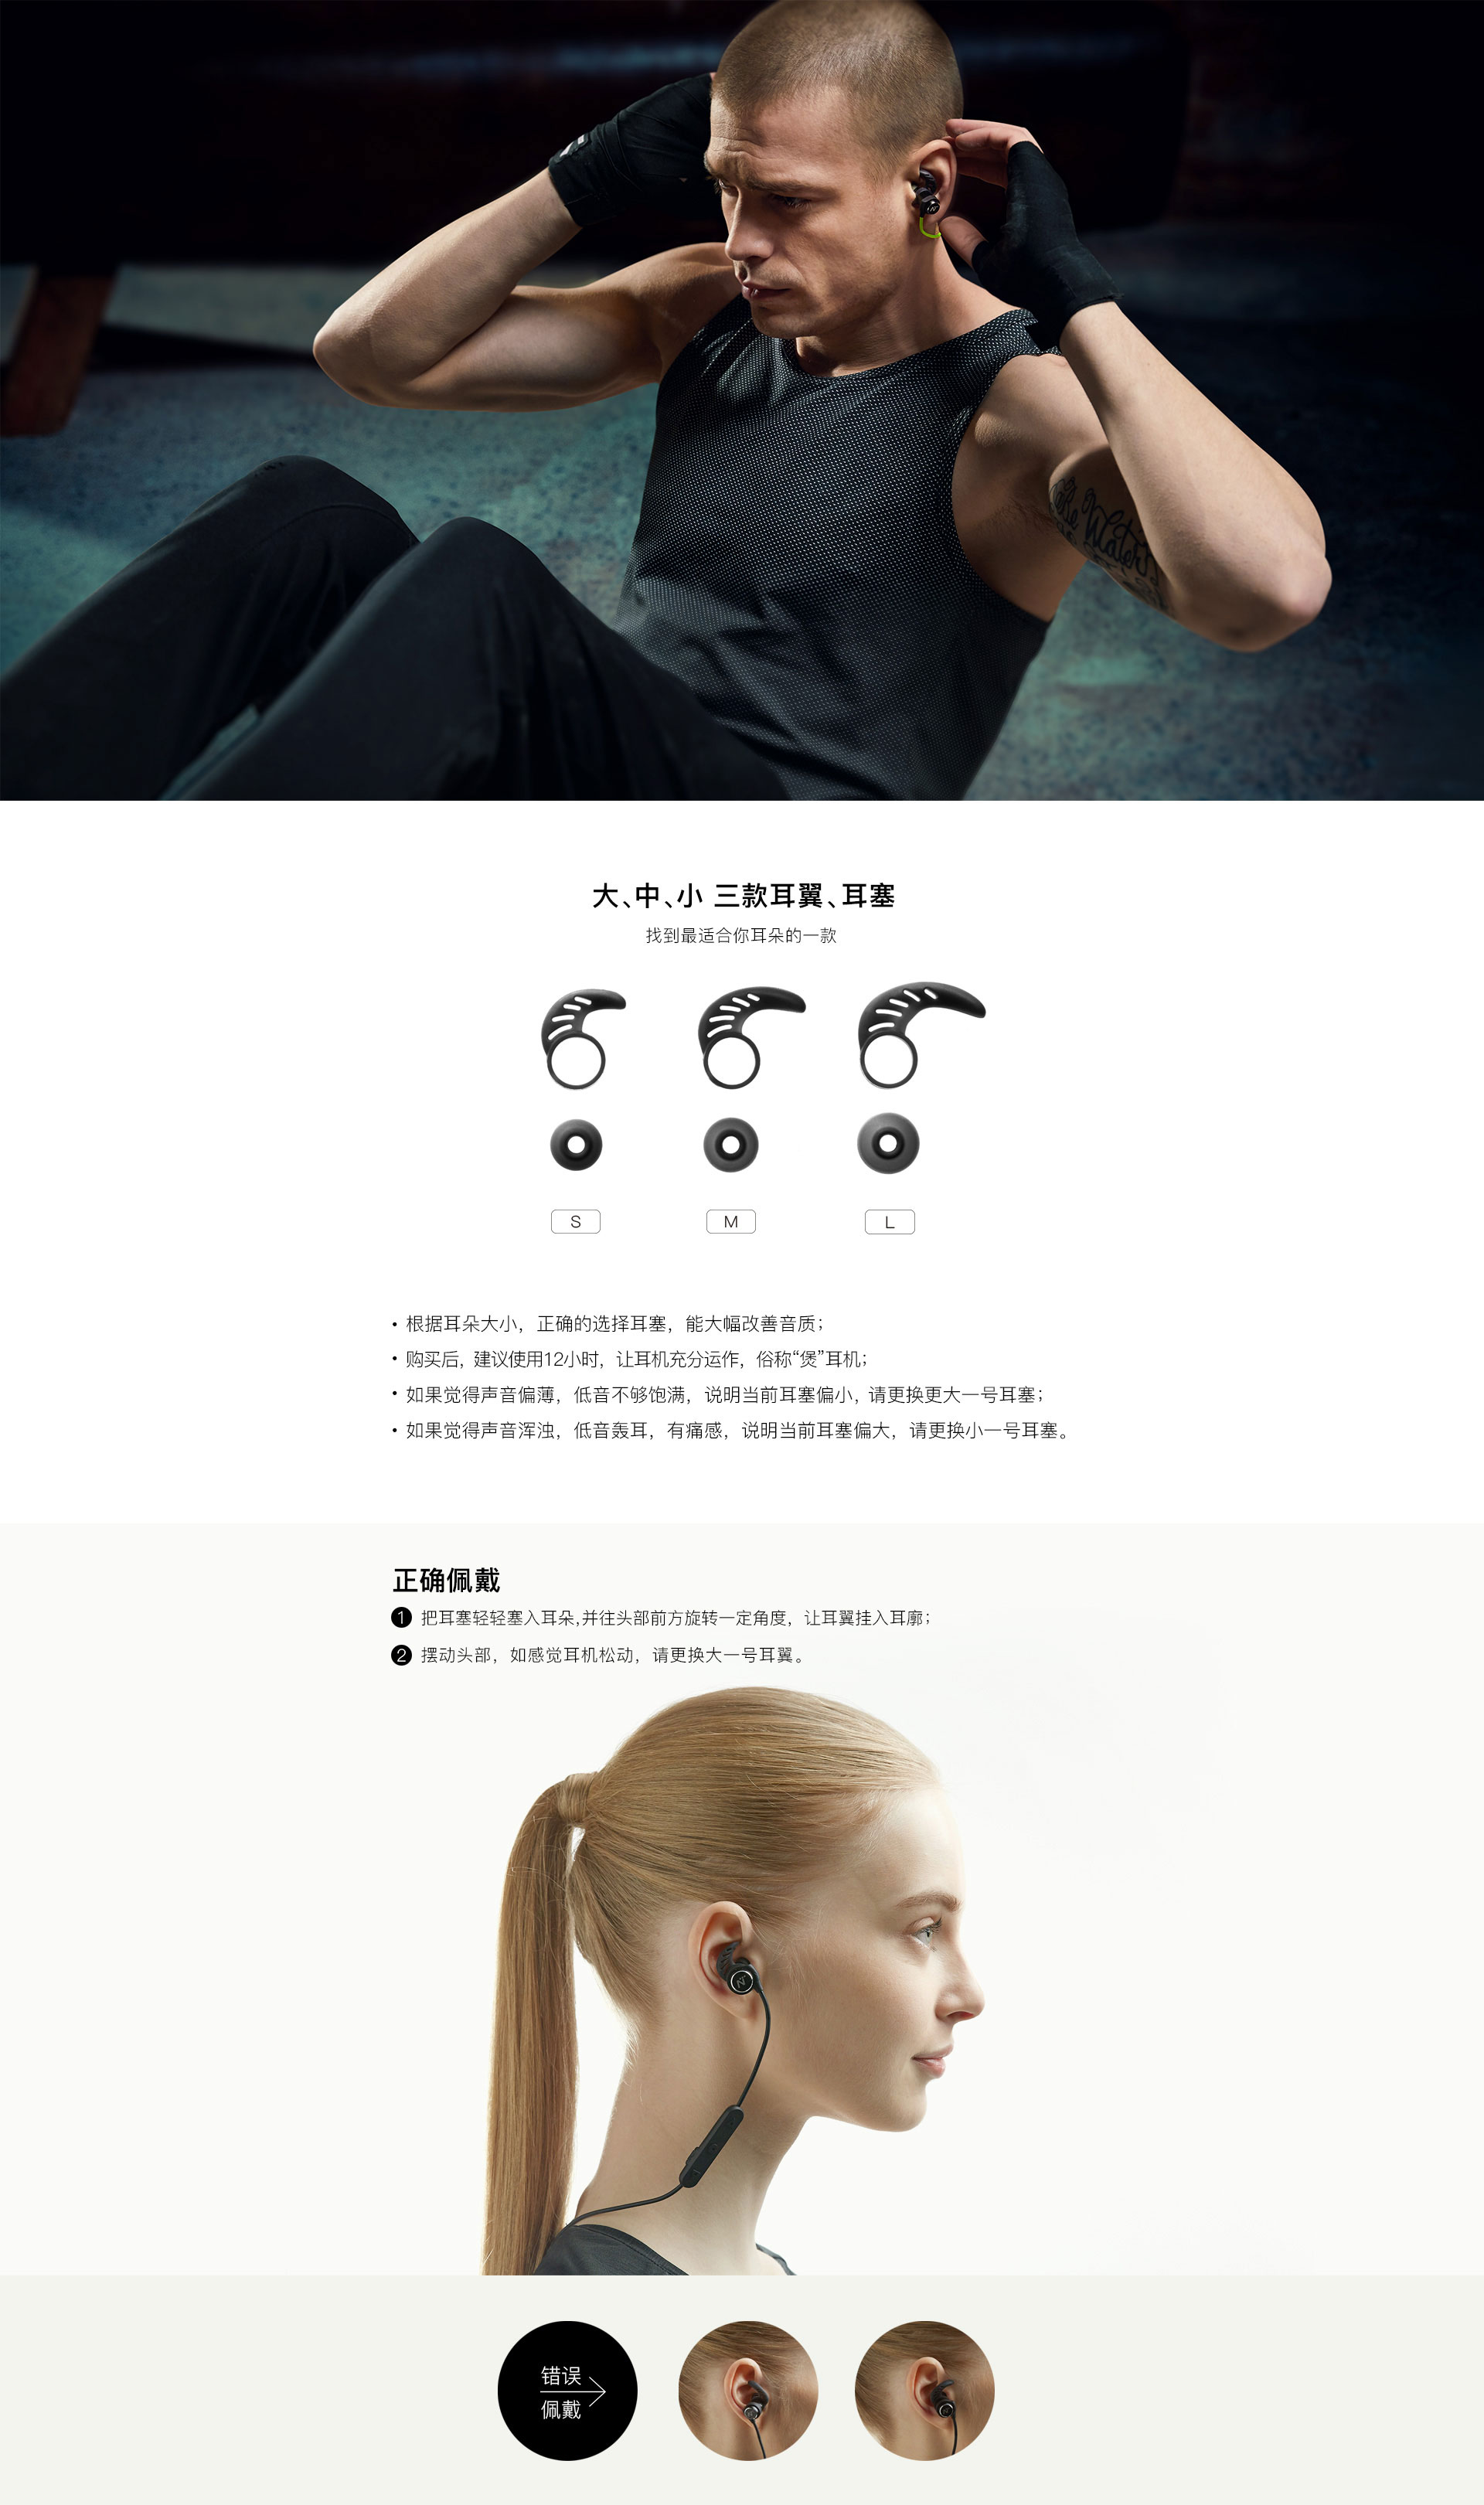 the Water
大、中、小 三款耳翼、耳塞
找到最适合你耳朵的一款
S
M
L
• 根据耳朵大小，正确的选择耳塞，能大幅改善音质；
• 购买后，建议使用12小时，让耳机充分运作，俗称“煲”耳机；
• 如果觉得声音偏薄，低音不够饱满，说明当前耳塞偏小，请更换更大一号耳塞；
• 如果觉得声音浑浊，低音轰耳，有痛感，说明当前耳塞偏大，请更换小一号耳塞。
正确佩戴
1 把耳塞轻轻塞入耳朵,并往头部前方旋转一定角度，让耳翼挂入耳廓；
2 摆动头部，如感觉耳机松动，请更换大一号耳翼。
错误
佩戴